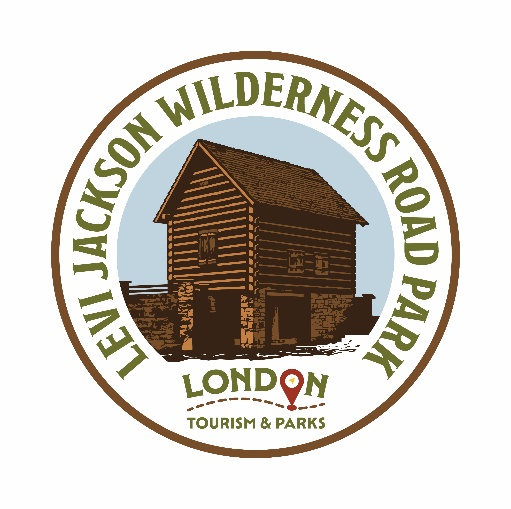 LEVI JACKSON WILDERNESS ROAD PARK
LONDON
TOURISM & PARKS